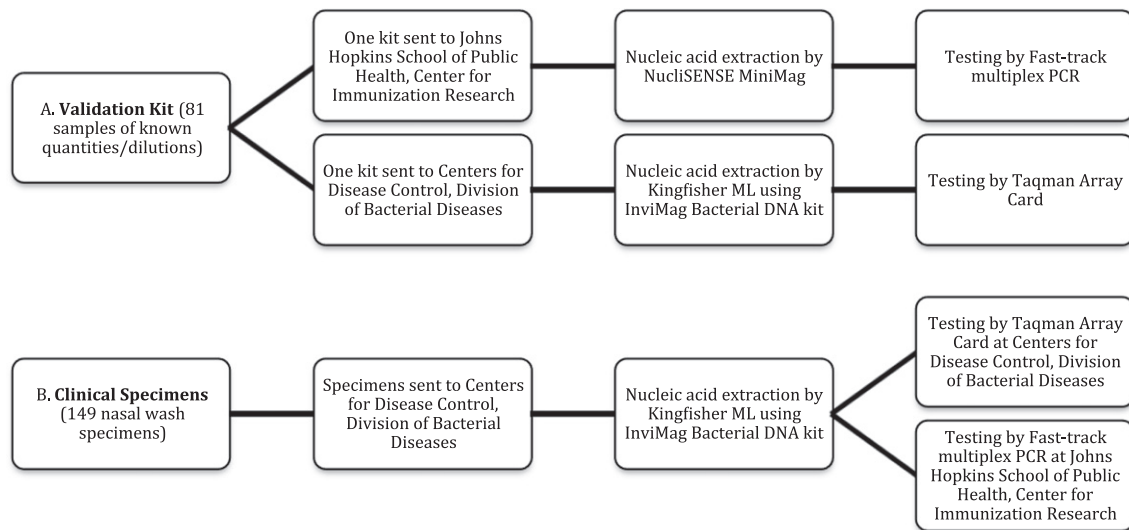 A. Validation Kit (81
samples of known
quantities/dilutions)
One kit sent to Johns
Hopkins School of Public
Health, Center for
Immunization Research
Nucleic acid extraction by
NucliSENSE MiniMag
Testing by Fast-track
multiplex PCR
One kit sent to Centers for
Disease Control, Division
of Bacterial Diseases
Nucleic acid extraction by
Kingfisher ML using
InviMag Bacterial DNA kit
Testing by Taqman Array
Card
B. Clinical Specimens
(149 nasal wash
specimens)
Specimens sent to Centers
for Disease Control,
Division of Bacterial
Diseases
Nucleic acid extraction by
Kingfisher ML using
InviMag Bacterial DNA kit
Testing by Taqman Array
Card at Centers for
Disease Control, Division
of Bacterial Diseases
Testing by Fast-track
multiplex PCR at Johns
Hopkins School of Public
Health, Center for
Immunization Research